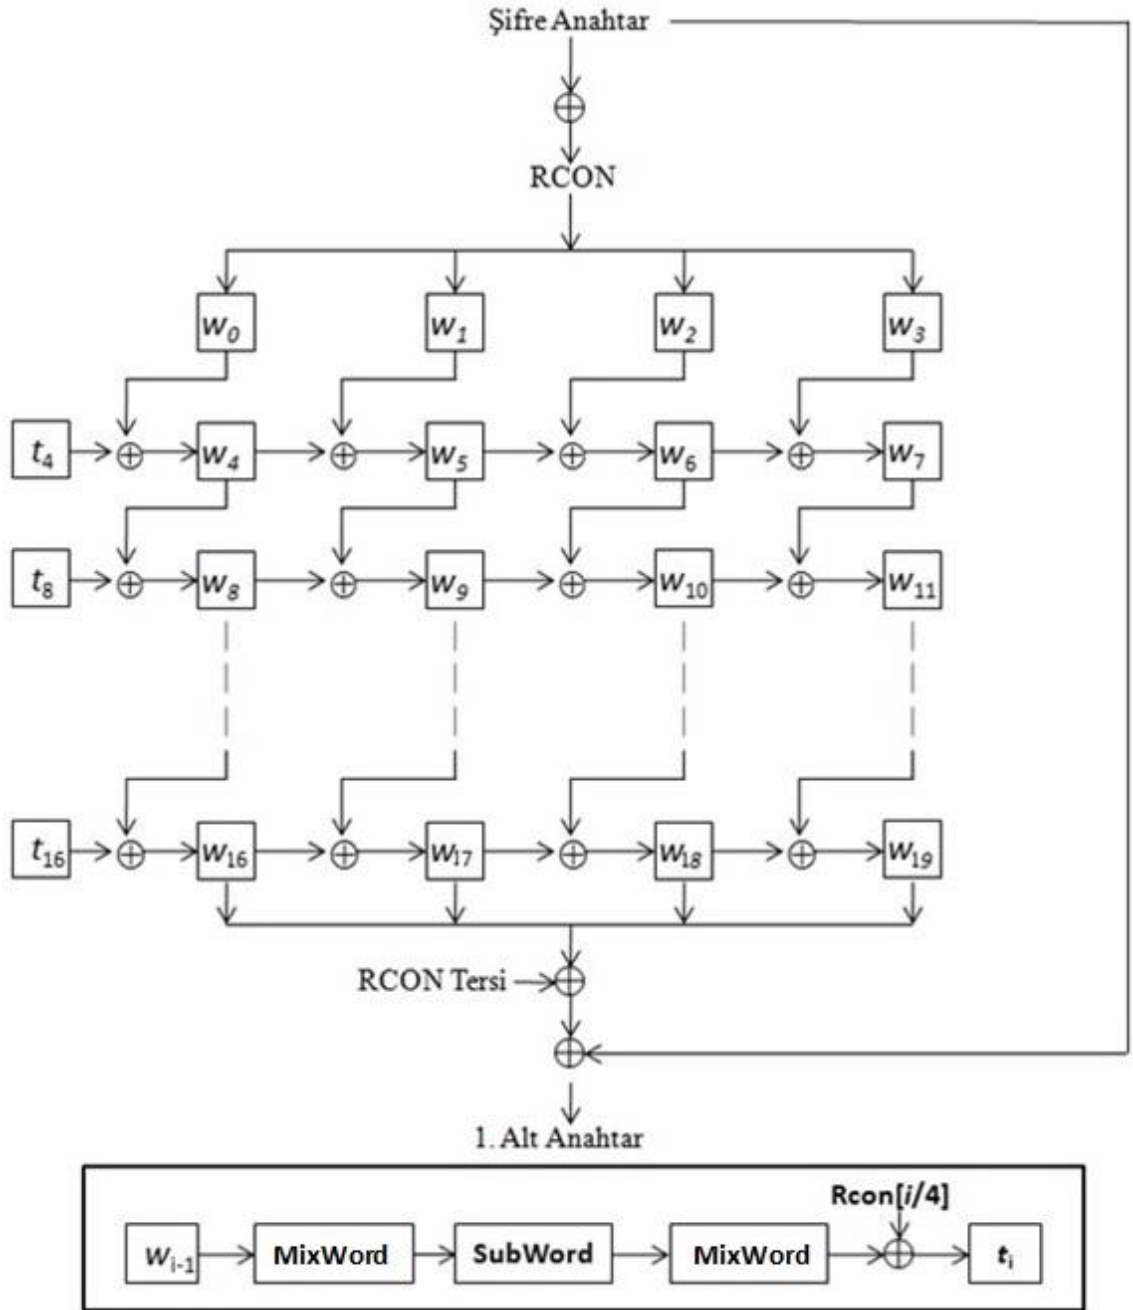 Şifre Anahtar
RCON
w0 w1 w2 w3
t4 w4 w5 w6 w7
t8 w8 w9 w10 w11
t16 w16 w17 w18 w19
RCON Tersi
1. Alt Anahtar
Rcon[i/4]
wi-1 MixWord SubWord MixWord ti